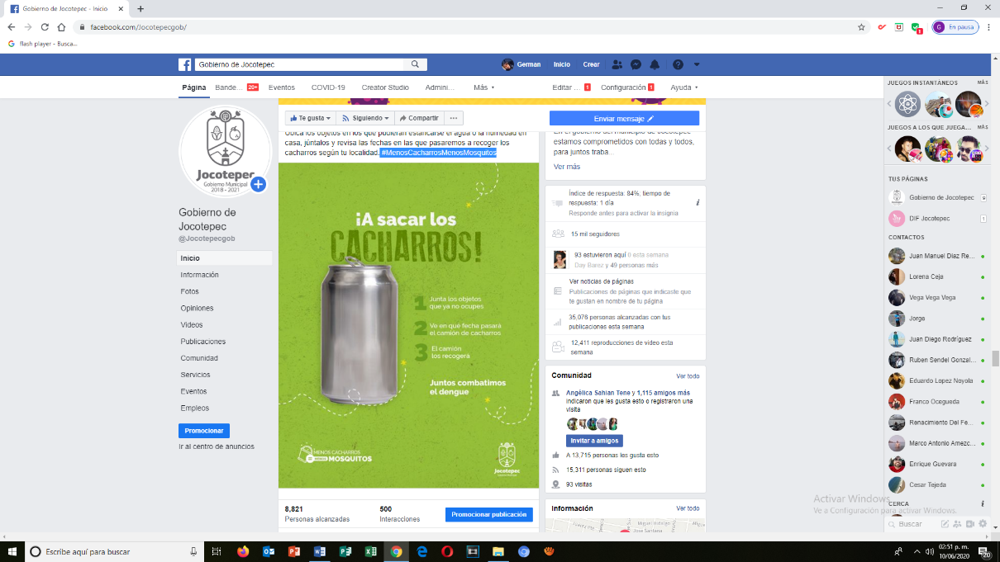 Gobierno de Jocotepec - Inicio
facebook.com/Jocotepecgob/
En pausa
flash player - Busca...
Gobierno de Jocotepec
German
Inicio
Crear
Página
Bande...
20+
Eventos
COVID-19
Creator Studio
Admini...
Más
Editar ...
1
Configuración
1
Ayuda
Te gusta
Siguiendo
Compartir
Enviar mensaje
Jocotepec
Gobierno Municipal
2018 - 2021
Gobierno de
Jocotepec
@Jocotepecgob
Inicio
Información
Fotos
Opiniones
Videos
Publicaciones
Comunidad
Servicios
Eventos
Empleos
Promocionar
Ir al centro de anuncios
Ubica los objetos en los que pudieran estancarse el agua o la humedad en
casa, júntalos y revisa las fechas en las que pasaremos a recoger los
cacharros según tu localidad. #MenosCacharrosMenosMosquitos
¡A sacar los
CACHARROS!
1 Junta los objetos
que ya no ocupes
2 Ve en qué fecha pasará
el camión de cacharros
3 El camión
los recogerá
Juntos combatimos
el dengue
MENOS CACHARROS
MENOS MOSQUITOS
Jocotepec
8,821
Personas alcanzadas
500
Interacciones
Promocionar publicación
En el gobierno del municipio de Jocotepec
estamos comprometidos con todas y todos,
para juntos traba...
Ver más
Índice de respuesta: 84%, tiempo de
respuesta: 1 día
Responde antes para activar la insignia
15 mil seguidores
93 estuvieron aquí 0 esta semana
Day Barez y 49 personas más
Ver noticias de páginas
Publicaciones de páginas que indicaste que
te gustan en nombre de tu página
35,076 personas alcanzadas con tus
publicaciones esta semana
12,411 reproducciones de video esta
semana
Comunidad
Ver todo
Angélica Sahian Tene y 1,115 amigos más
indicaron que les gusta esto o registraron una
visita
Invitar a amigos
A 13,715 personas les gusta esto
15,311 personas siguen esto
93 visitas
Información
Ver todo
Miguel Hidalgo
Jose Santana
JUEGOS INSTANTÁNEOS
MÁS
JUEGOS A LOS QUE JUEGA...
MÁS
TUS PÁGINAS
Gobierno de Jocotepec
9
DIF Jocotepec
1
CONTACTOS
Juan Manuel Díaz Re...
Lorena Ceja
Vega Vega Vega
Jorge
Juan Diego Rodríguez
Ruben Sendel Gonzal...
Eduardo Lopez Noyola
Franco Ocegueda
Renacimiento Del Fe...
Marco Antonio Amezc...
Enrique Guevara
Cesar Tejeda
CERCA
Buscar
Activar Windows
Ve a Configuración para activar Windows.
Escribe aquí para buscar
02:51 p. m.
10/06/2020
20